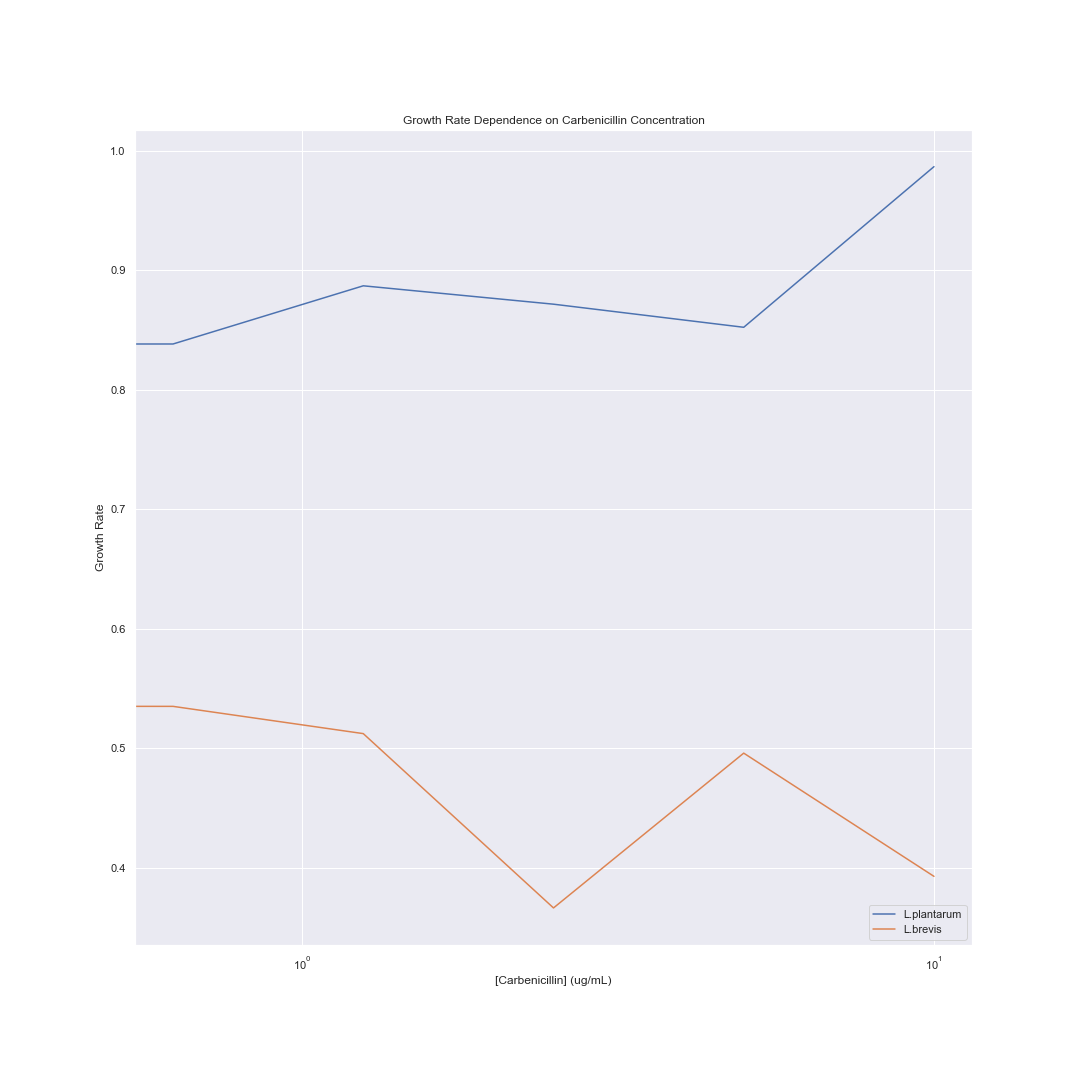 Growth Rate Dependence on Carbenicillin Concentration
1.0
0.9
0.8
0.7
0.6
0.5
0.4
Growth Rate
10⁰
10¹
[Carbenicillin] (ug/mL)
L.plantarum
L.brevis